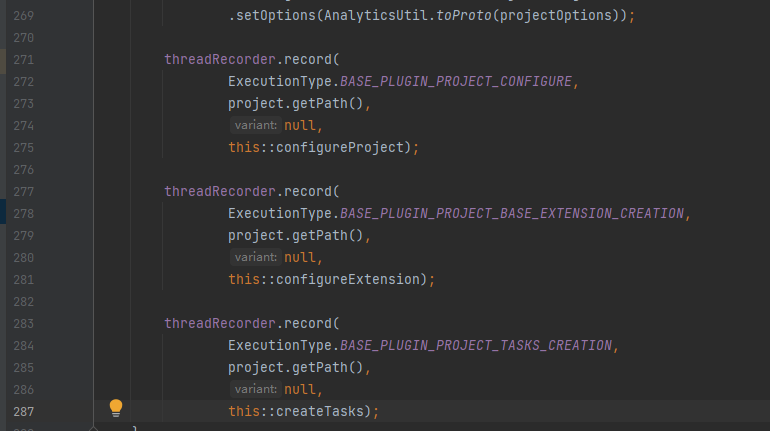 269 .setOptions(AnalyticsUtil.toProto(projectOptions));
270
271 threadRecorder.record(
272 ExecutionType.BASE_PLUGIN_PROJECT_CONFIGURE,
273 project.getPath(),
274 variant: null,
275 this::configureProject);
276
277 threadRecorder.record(
278 ExecutionType.BASE_PLUGIN_PROJECT_BASE_EXTENSION_CREATION,
279 project.getPath(),
280 variant: null,
281 this::configureExtension);
282
283 threadRecorder.record(
284 ExecutionType.BASE_PLUGIN_PROJECT_TASKS_CREATION,
285 project.getPath(),
286 variant: null,
287 this::createTasks);